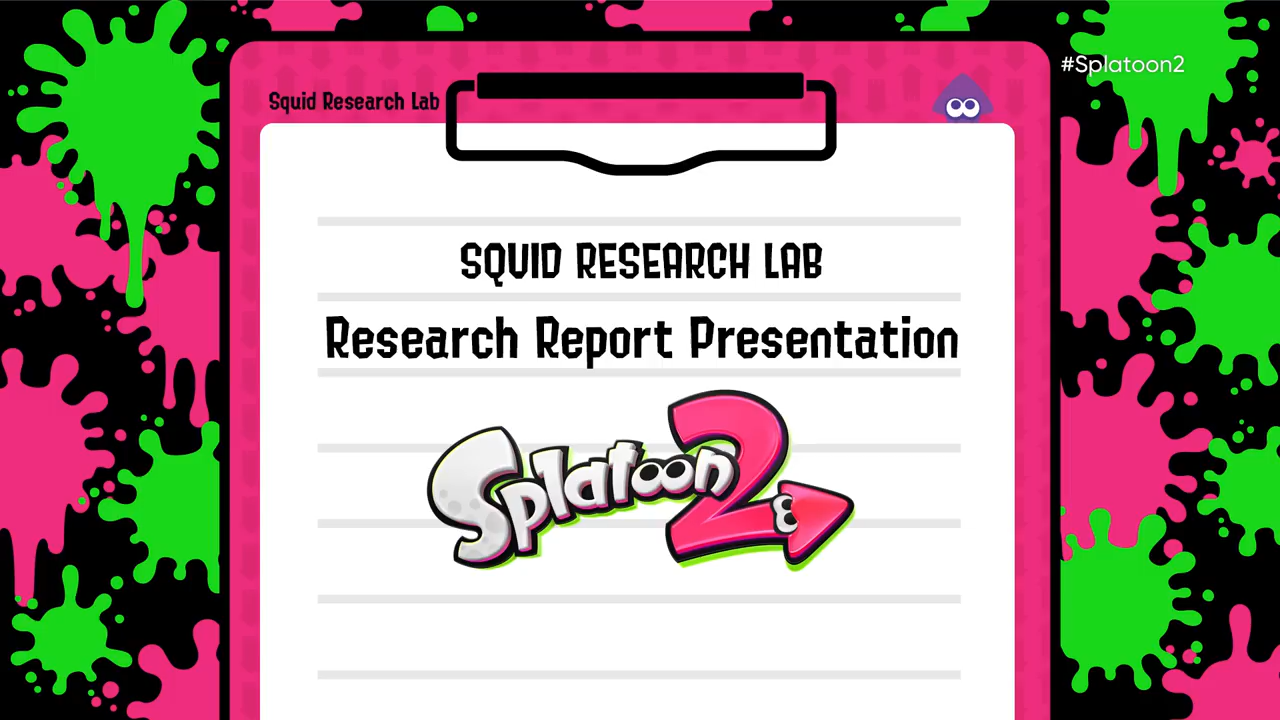 #Splatoon2
Squid Research Lab
SQUID RESEARCH LAB
Research Report Presentation
Splatoon 2